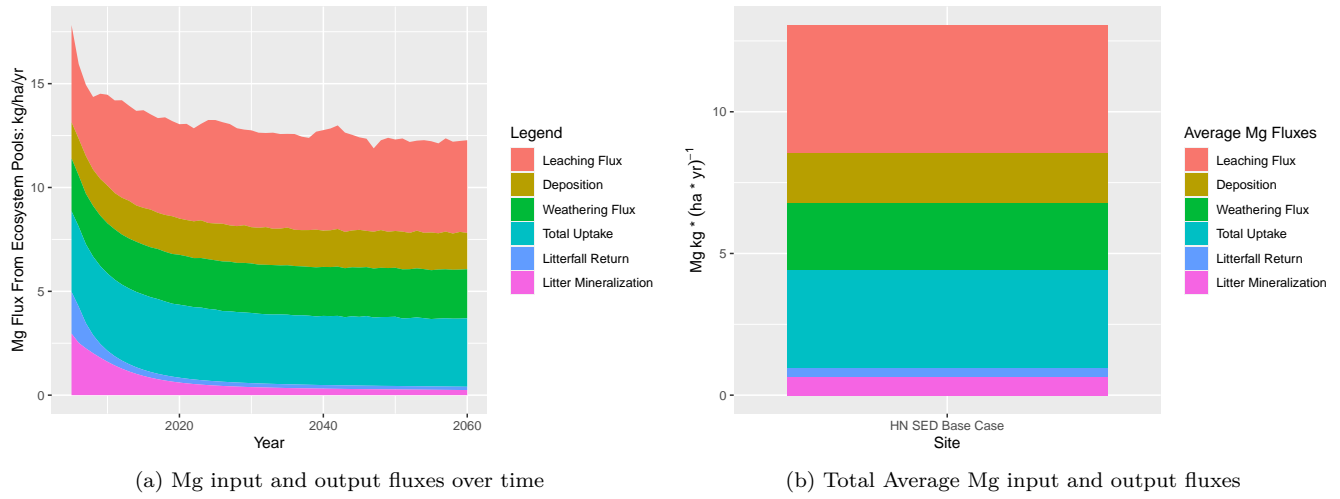 Mg Flux From Ecosystem Pools: kg/ha/yr
15
10
5
0
2020
2040
2060
Year
Legend
Leaching Flux
Deposition
Weathering Flux
Total Uptake
Litterfall Return
Litter Mineralization
(a) Mg input and output fluxes over time
Mg kg * (ha * yr)⁻¹
10
5
0
HN SED Base Case
Site
Average Mg Fluxes
Leaching Flux
Deposition
Weathering Flux
Total Uptake
Litterfall Return
Litter Mineralization
(b) Total Average Mg input and output fluxes